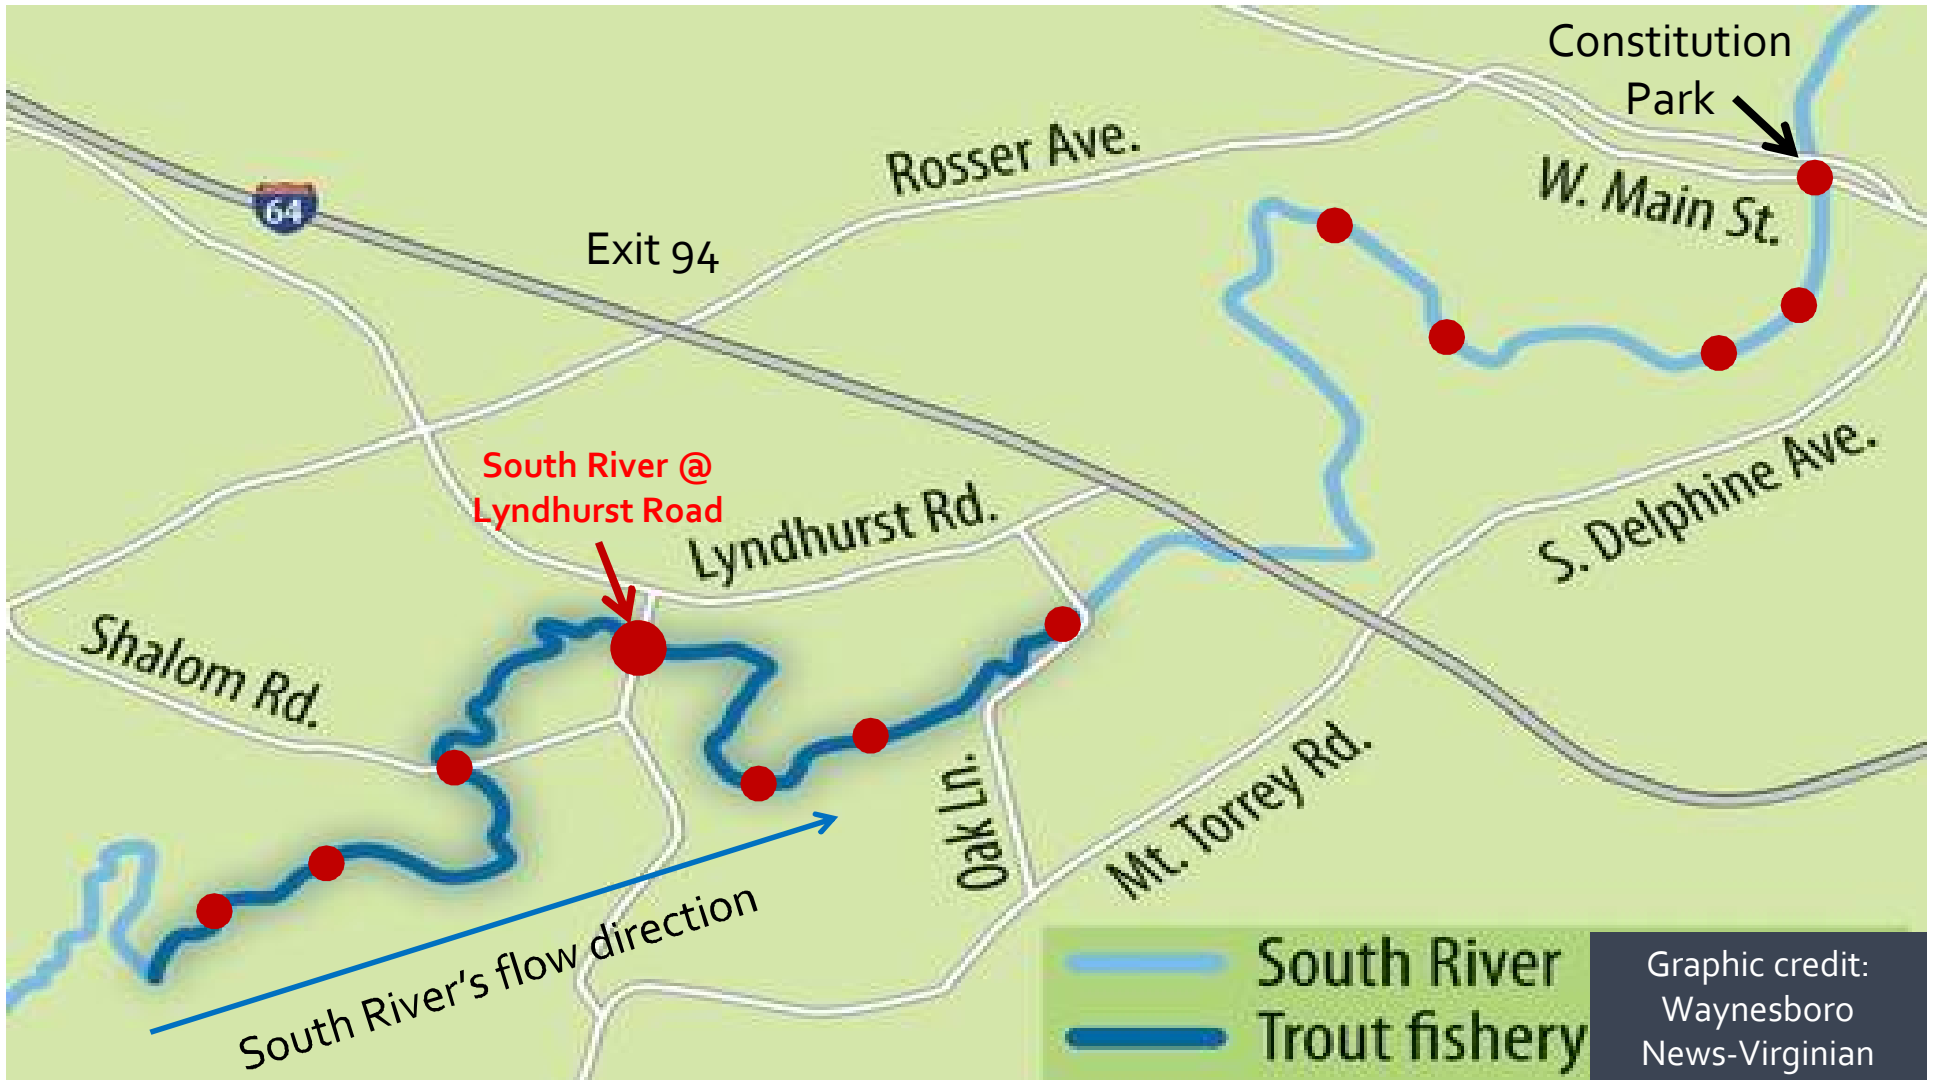 Constitution
Park
Rosser Ave.
W. Main St.
64
Exit 94
South River @
Lyndhurst Road
Lyndhurst Rd.
S. Delphine Ave.
Shalom Rd.
Oak Ln.
Mt. Torrey Rd.
South River’s flow direction
South River
Trout fishery
Graphic credit:
Waynesboro
News-Virginian